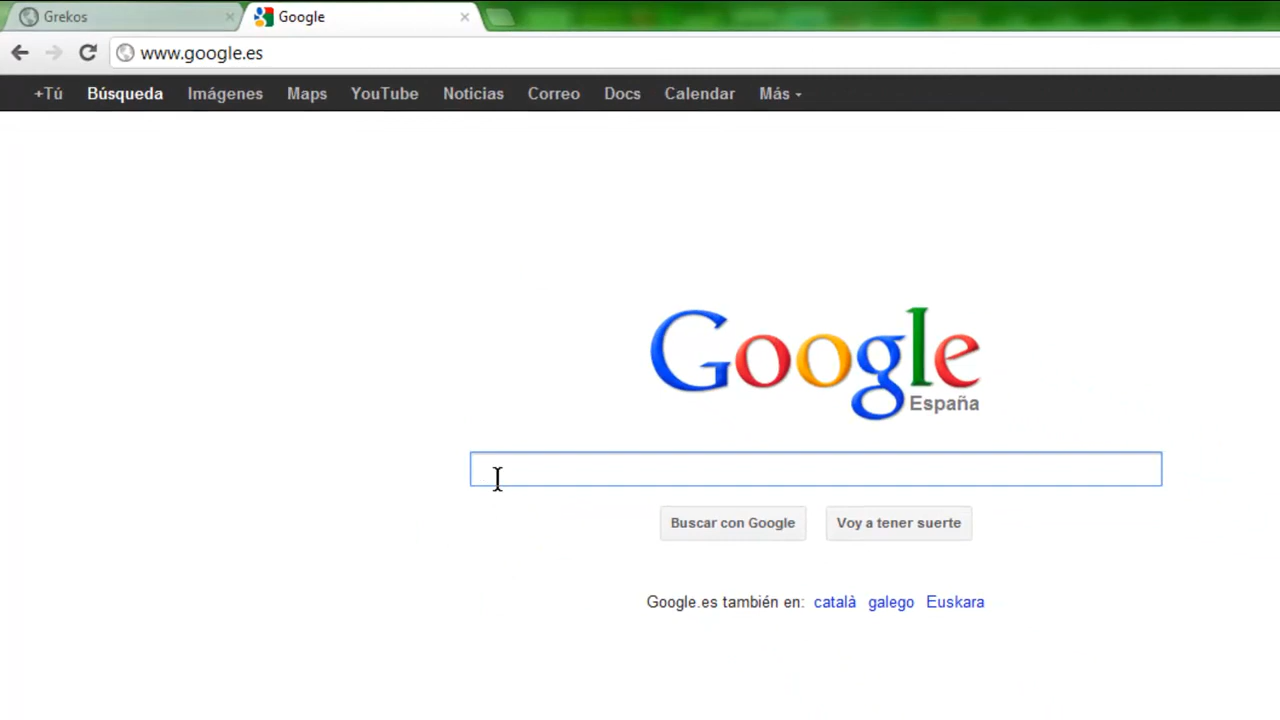 Grekos Google
www.google.es
+Tú Búsqueda Imágenes Maps YouTube Noticias Correo Docs Calendar Más
Google
España
Buscar con Google Voy a tener suerte
Google.es también en: català galego Euskara